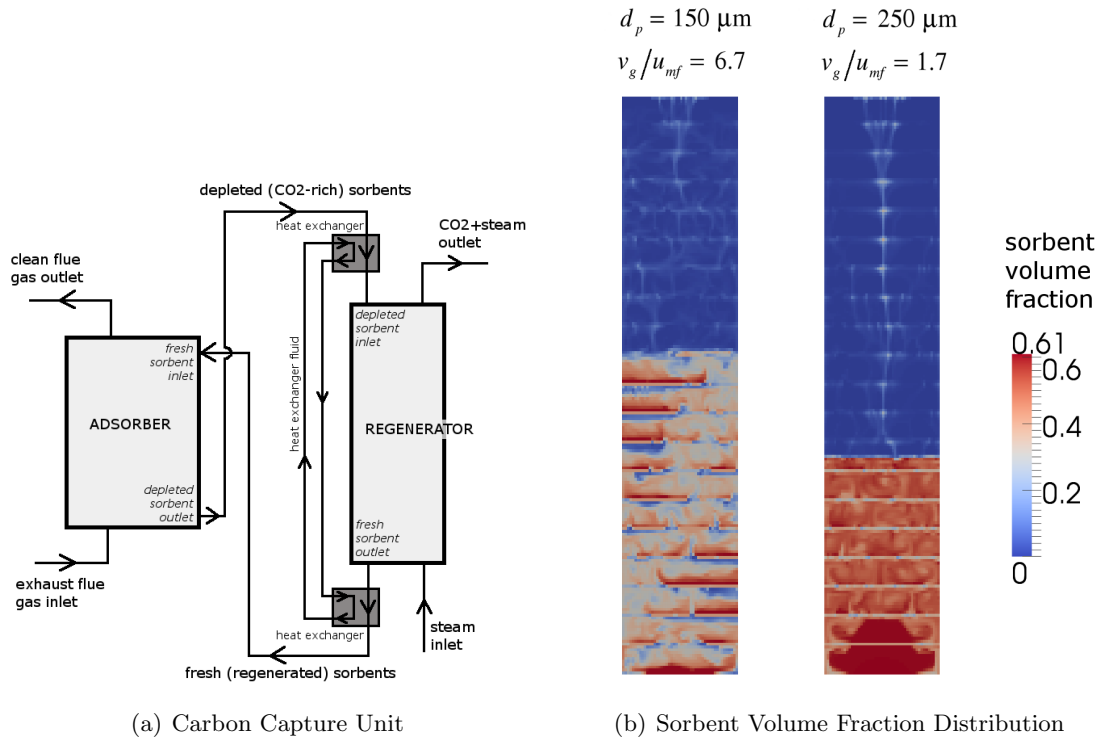 depleted (CO2-rich) sorbents
heat exchanger
CO2+steam
outlet
clean flue
gas outlet
fresh
sorbent
inlet
ADSORBER
depleted
sorbent
outlet
exhaust flue
gas inlet
heat exchanger fluid
depleted
sorbent
inlet
REGENERATOR
fresh
sorbent
outlet
heat exchanger
steam
inlet
fresh (regenerated) sorbents
(a) Carbon Capture Unit
d_p = 150 µm
v_g/u_mf = 6.7
d_p = 250 µm
v_g/u_mf = 1.7
sorbent
volume
fraction
0.61
0.6
0.4
0.2
0
(b) Sorbent Volume Fraction Distribution